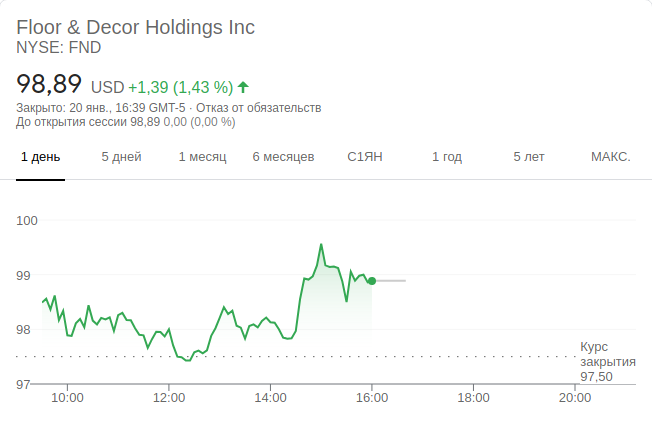 Floor & Decor Holdings Inc
NYSE: FND
98,89 USD +1,39 (1,43 %)
Закрыто: 20 янв., 16:39 GMT-5 · Отказ от обязательств
До открытия сессии 98,89 0,00 (0,00 %)
1 день 5 дней 1 месяц 6 месяцев С1ЯН 1 год 5 лет МАКС.
100
99
98
97
Курс
закрытия
97,50
10:00 12:00 14:00 16:00 18:00 20:00